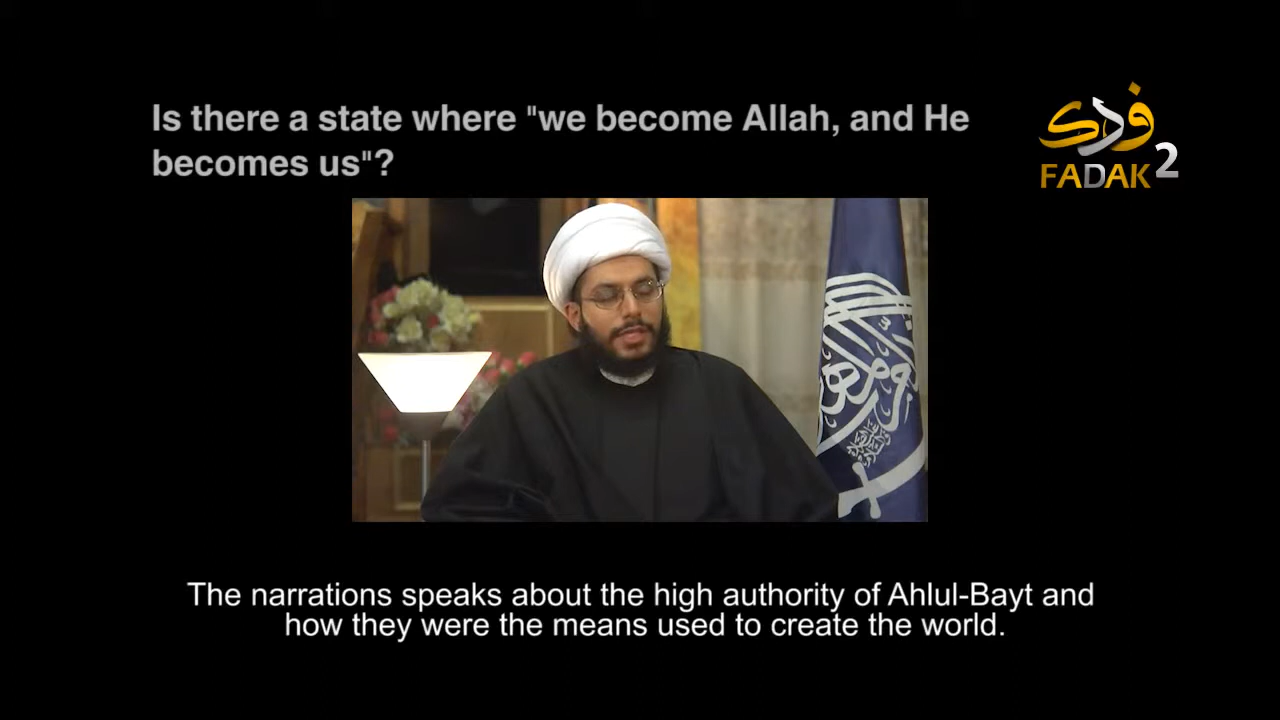 Is there a state where "we become Allah, and He
becomes us"?
فدك
FADAK 2
The narrations speaks about the high authority of Ahlul-Bayt and
how they were the means used to create the world.